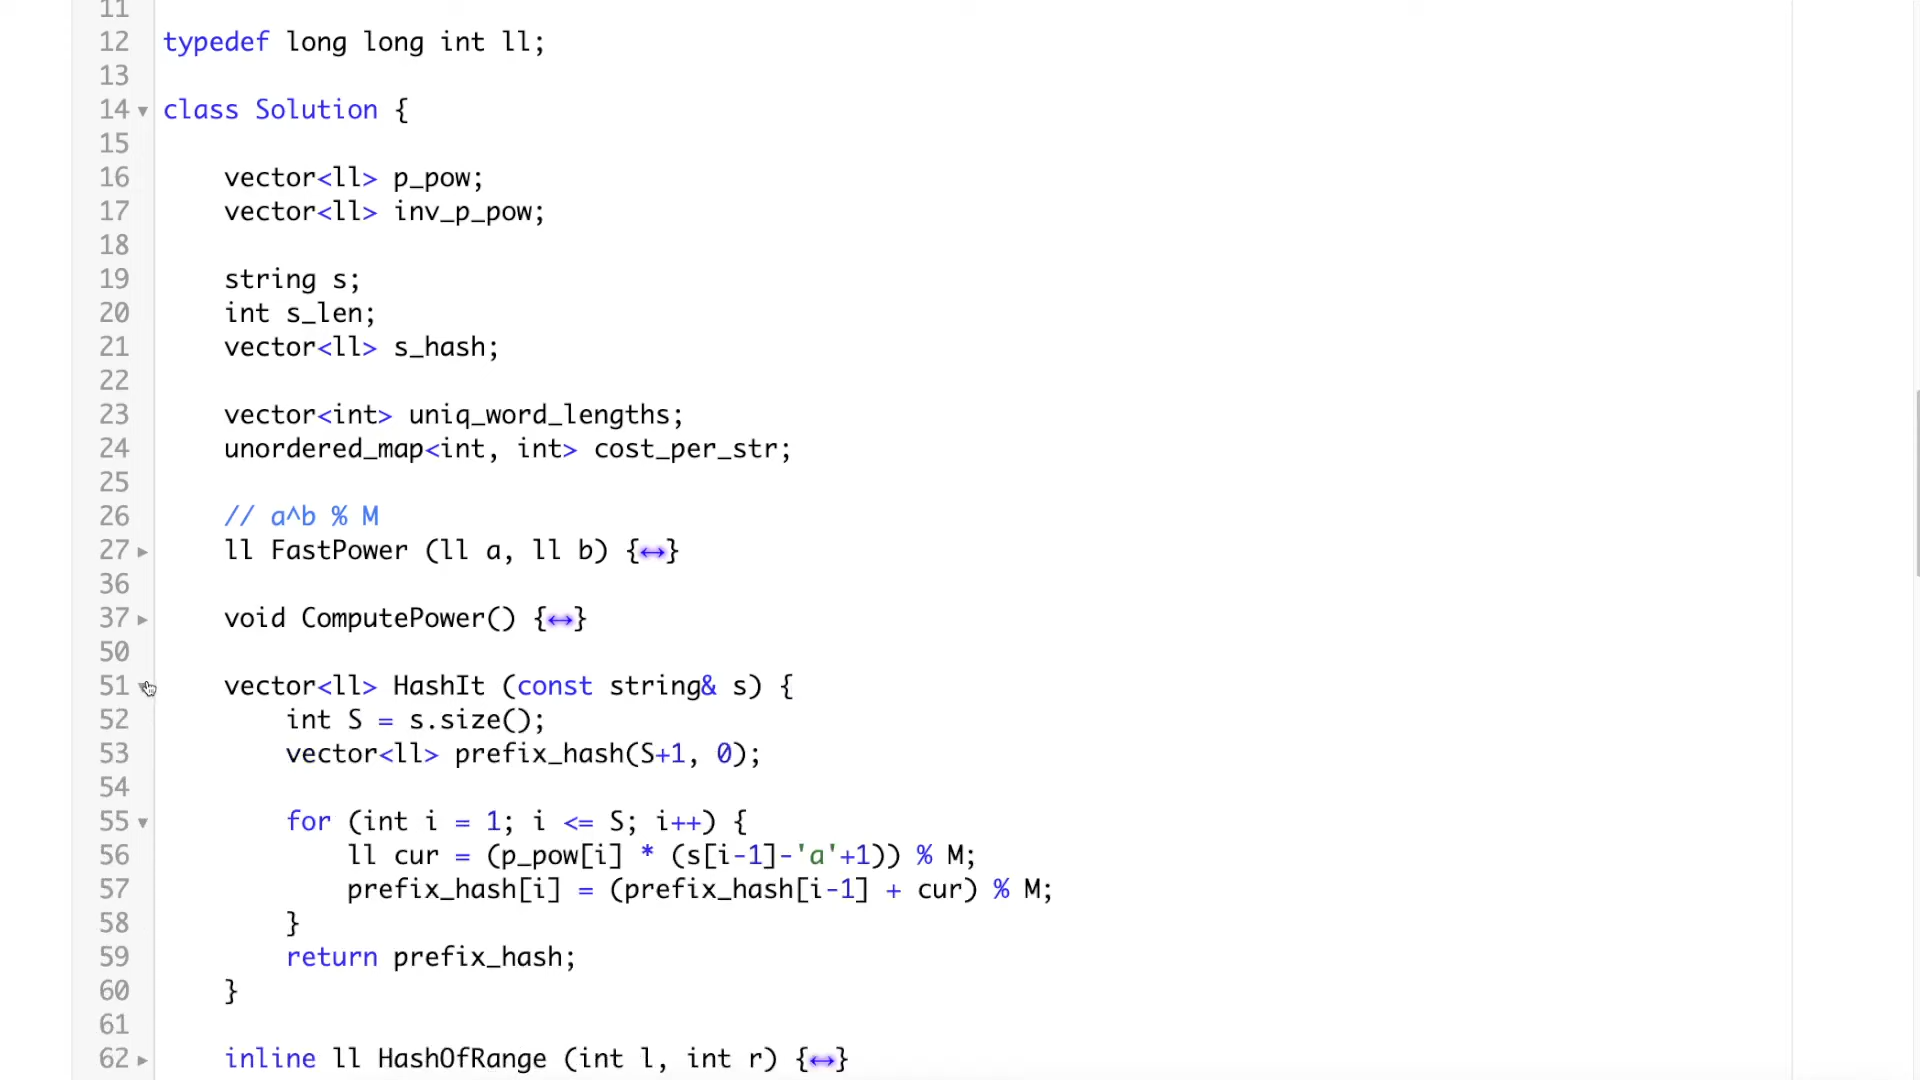 11
12 typedef long long int ll;
13
14 class Solution {
15
16 vector<ll> p_pow;
17 vector<ll> inv_p_pow;
18
19 string s;
20 int s_len;
21 vector<ll> s_hash;
22
23 vector<int> uniq_word_lengths;
24 unordered_map<int, int> cost_per_str;
25
26 // a^b % M
27 ll FastPower (ll a, ll b) {↔}
36
37 void ComputePower() {↔}
50
51 vector<ll> HashIt (const string& s) {
52 int S = s.size();
53 vector<ll> prefix_hash(S+1, 0);
54
55 for (int i = 1; i <= S; i++) {
56 ll cur = (p_pow[i] * (s[i-1]-'a'+1)) % M;
57 prefix_hash[i] = (prefix_hash[i-1] + cur) % M;
58 }
59 return prefix_hash;
60 }
61
62 inline ll HashOfRange (int l, int r) {↔}